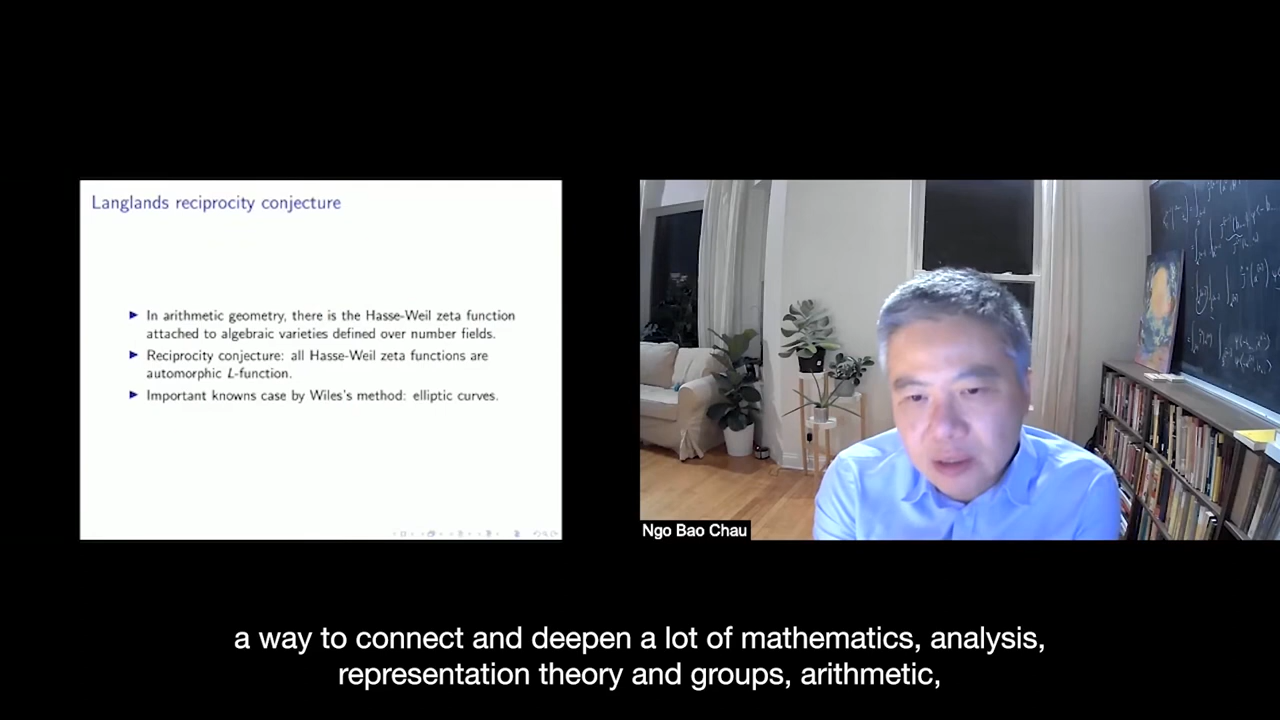 Langlands reciprocity conjecture
▶ In arithmetic geometry, there is the Hasse-Weil zeta function
attached to algebraic varieties defined over number fields.
▶ Reciprocity conjecture: all Hasse-Weil zeta functions are
automorphic L-function.
▶ Important knowns case by Wiles's method: elliptic curves.
Ngo Bao Chau
a way to connect and deepen a lot of mathematics, analysis,
representation theory and groups, arithmetic,